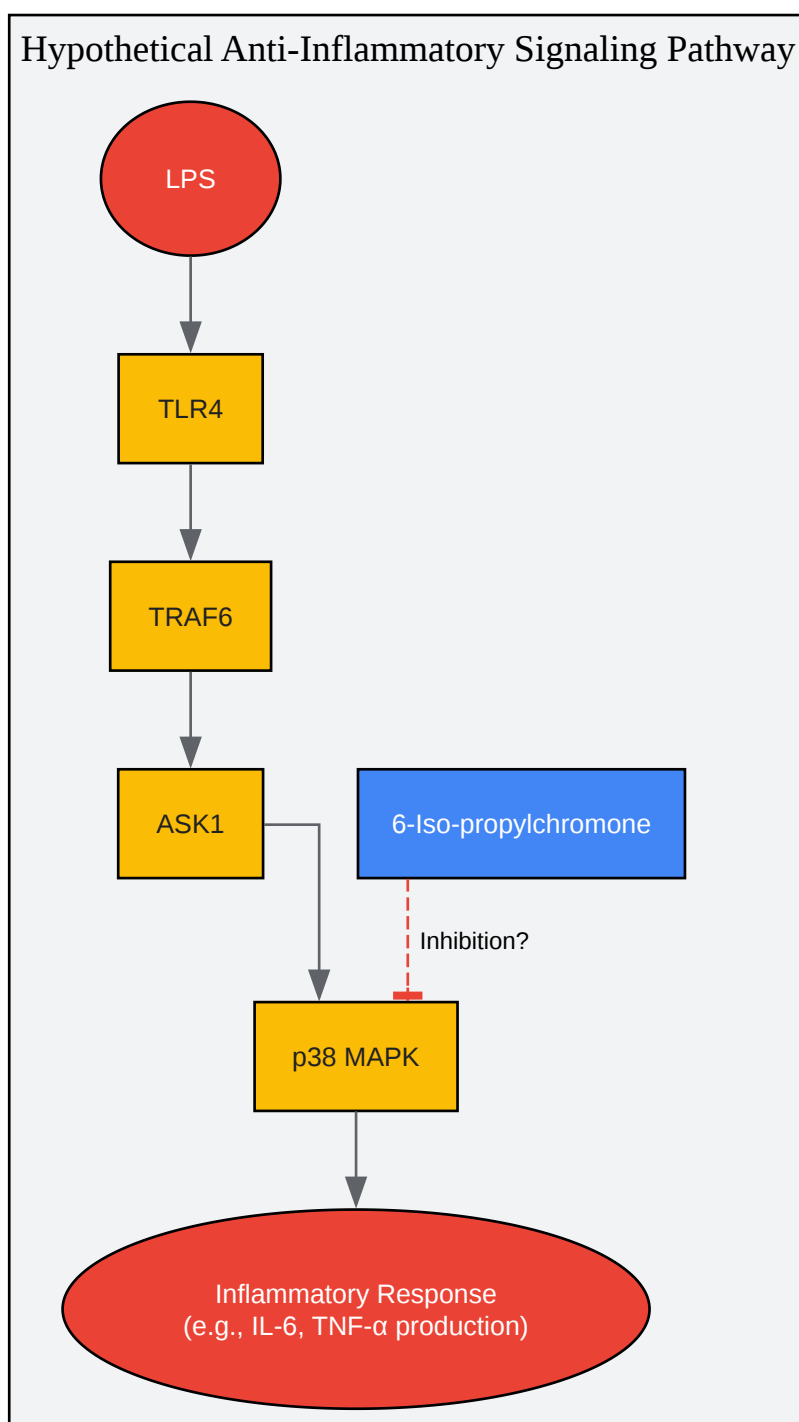 Hypothetical Anti-Inflammatory Signaling Pathway
LPS
TLR4
TRAF6
ASK1
6-Iso-propylchromone
Inhibition?
p38 MAPK
Inflammatory Response
(e.g., IL-6, TNF-α production)